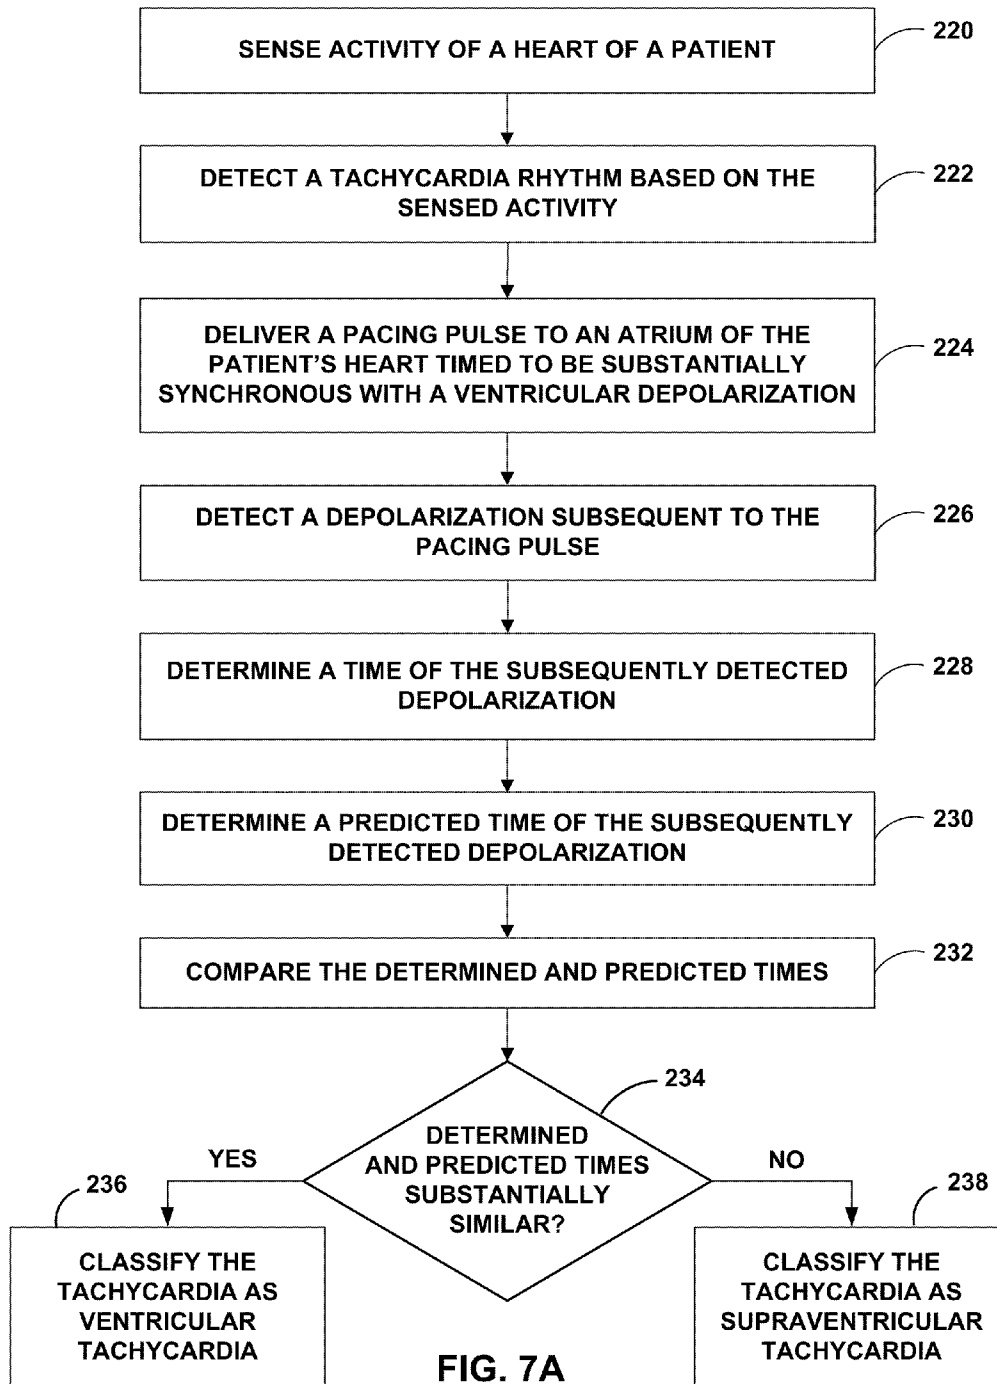 SENSE ACTIVITY OF A HEART OF A PATIENT
220
DETECT A TACHYCARDIA RHYTHM BASED ON THE
SENSED ACTIVITY
222
DELIVER A PACING PULSE TO AN ATRIUM OF THE
PATIENT'S HEART TIMED TO BE SUBSTANTIALLY
SYNCHRONOUS WITH A VENTRICULAR DEPOLARIZATION
224
DETECT A DEPOLARIZATION SUBSEQUENT TO THE
PACING PULSE
226
DETERMINE A TIME OF THE SUBSEQUENTLY DETECTED
DEPOLARIZATION
228
DETERMINE A PREDICTED TIME OF THE SUBSEQUENTLY
DETECTED DEPOLARIZATION
230
COMPARE THE DETERMINED AND PREDICTED TIMES
232
234
DETERMINED
AND PREDICTED TIMES
SUBSTANTIALLY
SIMILAR?
YES
NO
236
CLASSIFY THE
TACHYCARDIA AS
VENTRICULAR
TACHYCARDIA
238
CLASSIFY THE
TACHYCARDIA AS
SUPRAVENTRICULAR
TACHYCARDIA
FIG. 7A